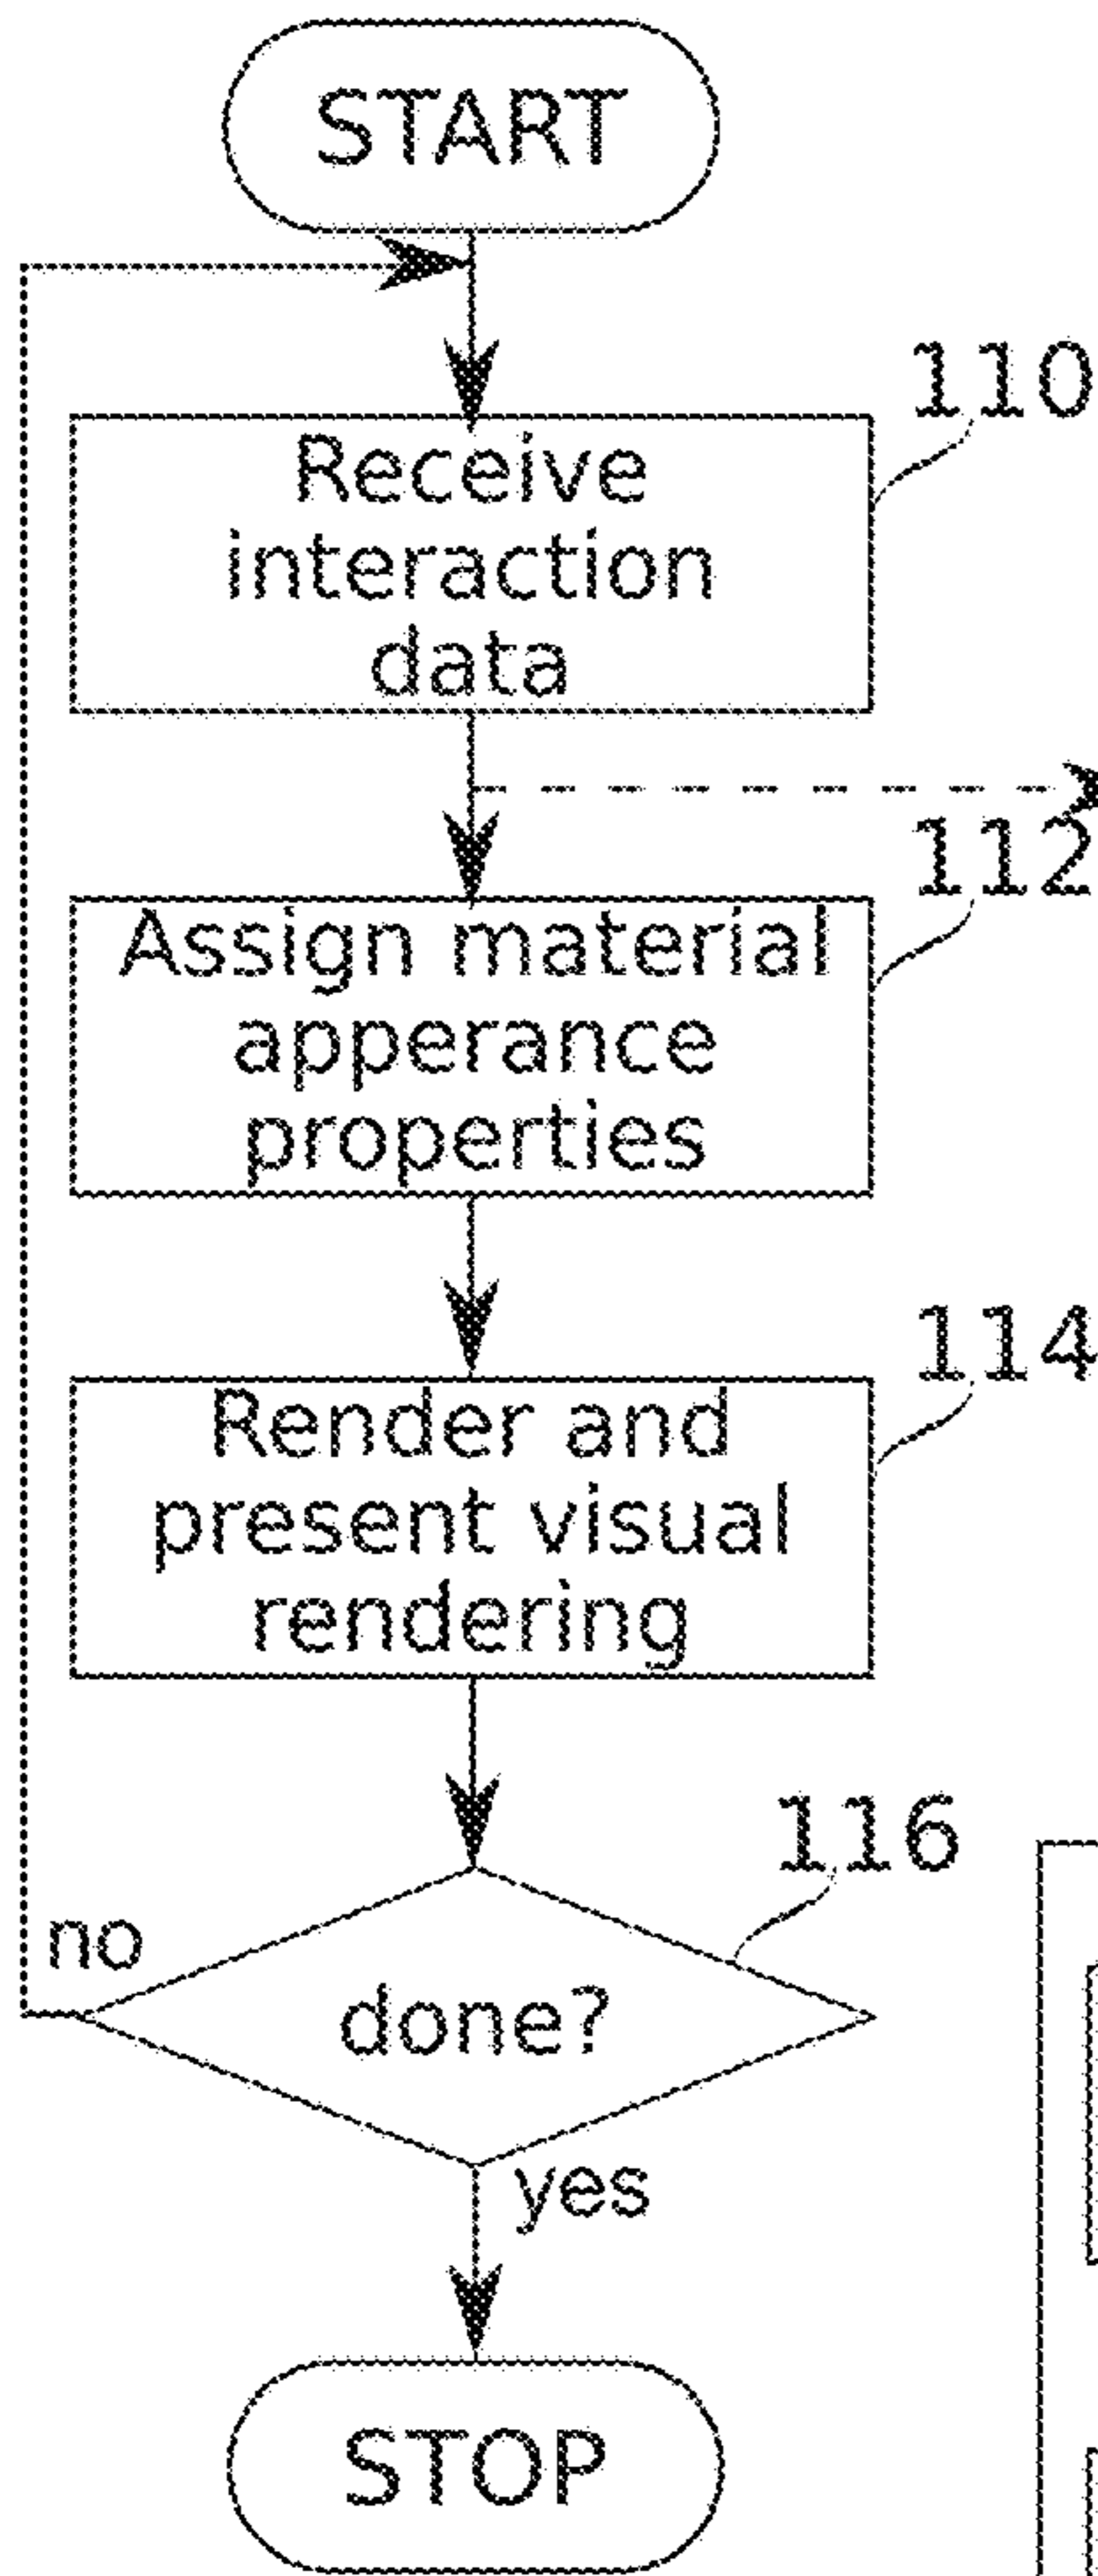 START
110
Receive
interaction
data
112
Assign material
apperance
properties
114
Render and
present visual
rendering
116
no
done?
yes
STOP